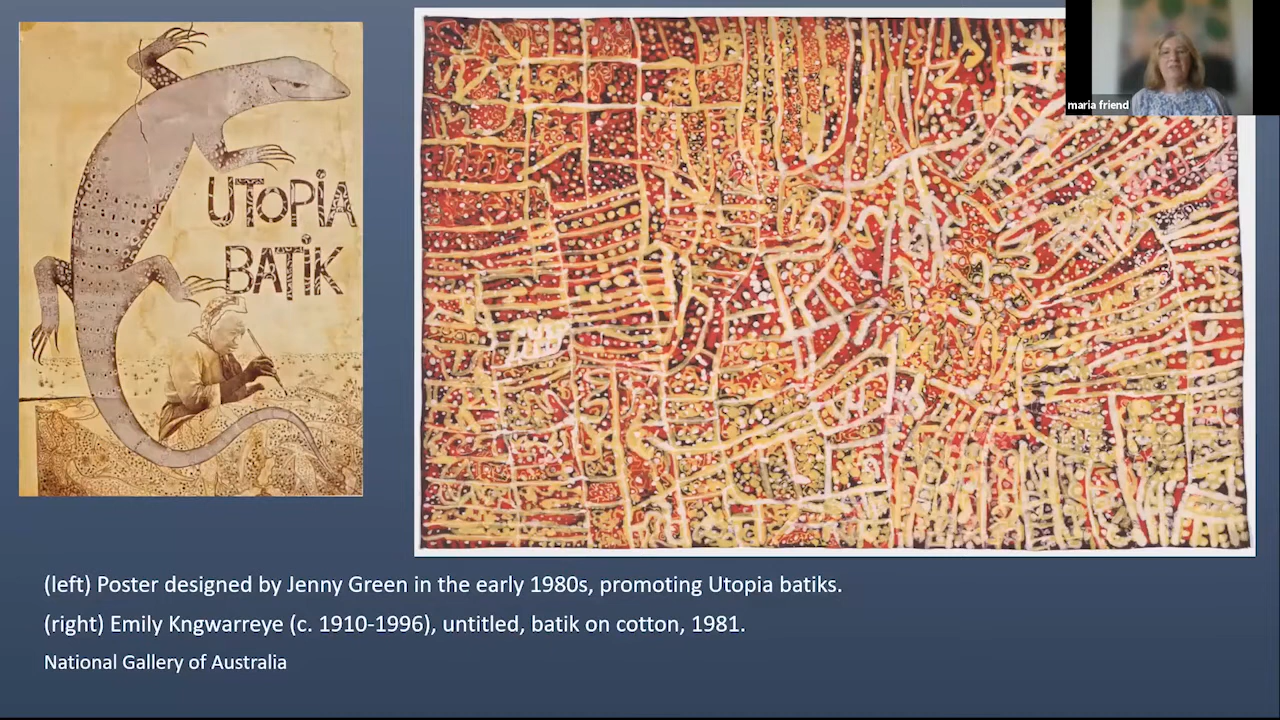 UTOPIA
BATIK
maria friend
(left) Poster designed by Jenny Green in the early 1980s, promoting Utopia batiks.
(right) Emily Kngwarreye (c. 1910-1996), untitled, batik on cotton, 1981.
National Gallery of Australia